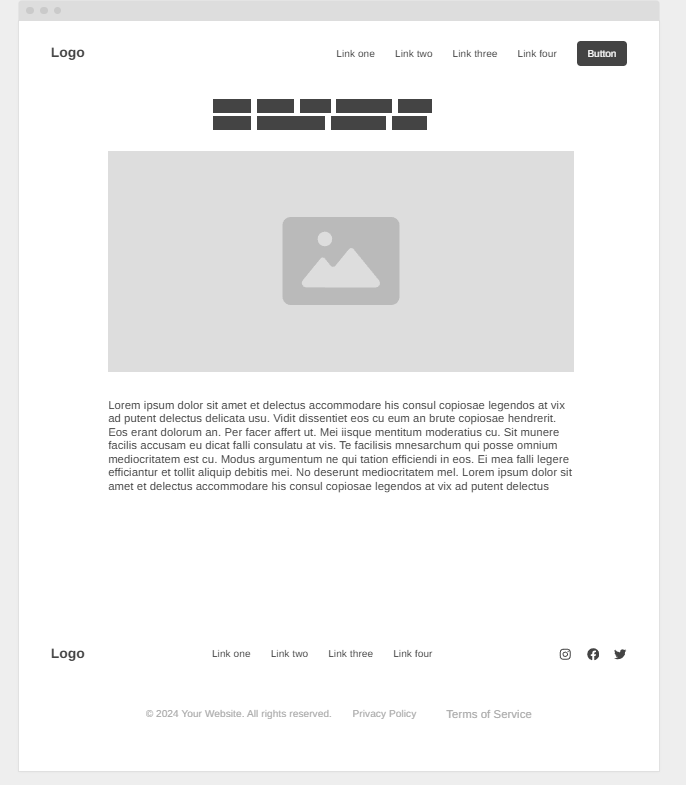 Logo
Link one Link two Link three Link four Button
Lorem ipsum dolor sit amet et delectus accommodare his consul copiosae legendos at vix
ad putent delectus delicata usu. Vidit dissentiet eos cu eum an brute copiosae hendrerit.
Eos erant dolorum an. Per facer affert ut. Mei iisque mentitum moderatius cu. Sit munere
facilis accusam eu dicat falli consulatu at vis. Te facilisis mnesarchum qui posse omnium
mediocritatem est cu. Modus argumentum ne qui tation efficiendi in eos. Ei mea falli legere
efficiantur et tollit aliquip debitis mei. No deserunt mediocritatem mel. Lorem ipsum dolor sit
amet et delectus accommodare his consul copiosae legendos at vix ad putent delectus
Logo
Link one Link two Link three Link four
© 2024 Your Website. All rights reserved. Privacy Policy Terms of Service